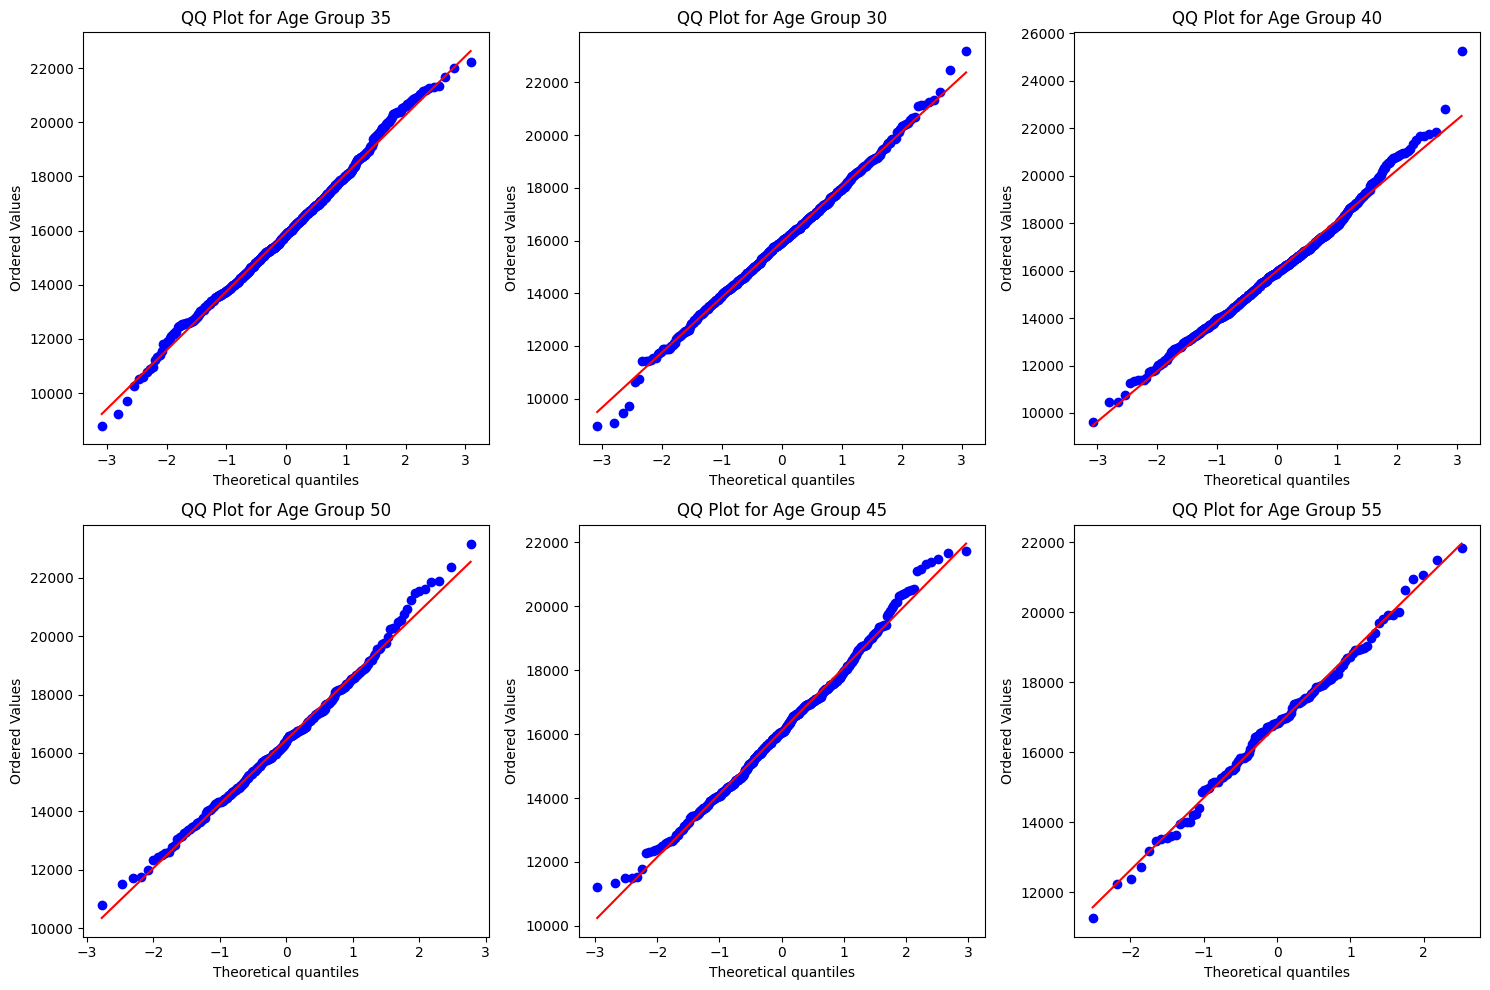 QQ Plot for Age Group 35
22000
20000
18000
16000
14000
12000
10000
Ordered Values
−3 −2 −1 0 1 2 3
Theoretical quantiles
QQ Plot for Age Group 30
22000
20000
18000
16000
14000
12000
10000
Ordered Values
−3 −2 −1 0 1 2 3
Theoretical quantiles
QQ Plot for Age Group 40
26000
24000
22000
20000
18000
16000
14000
12000
10000
Ordered Values
−3 −2 −1 0 1 2 3
Theoretical quantiles
QQ Plot for Age Group 50
22000
20000
18000
16000
14000
12000
10000
Ordered Values
−3 −2 −1 0 1 2 3
Theoretical quantiles
QQ Plot for Age Group 45
22000
20000
18000
16000
14000
12000
10000
Ordered Values
−3 −2 −1 0 1 2 3
Theoretical quantiles
QQ Plot for Age Group 55
22000
20000
18000
16000
14000
12000
Ordered Values
−2 −1 0 1 2
Theoretical quantiles